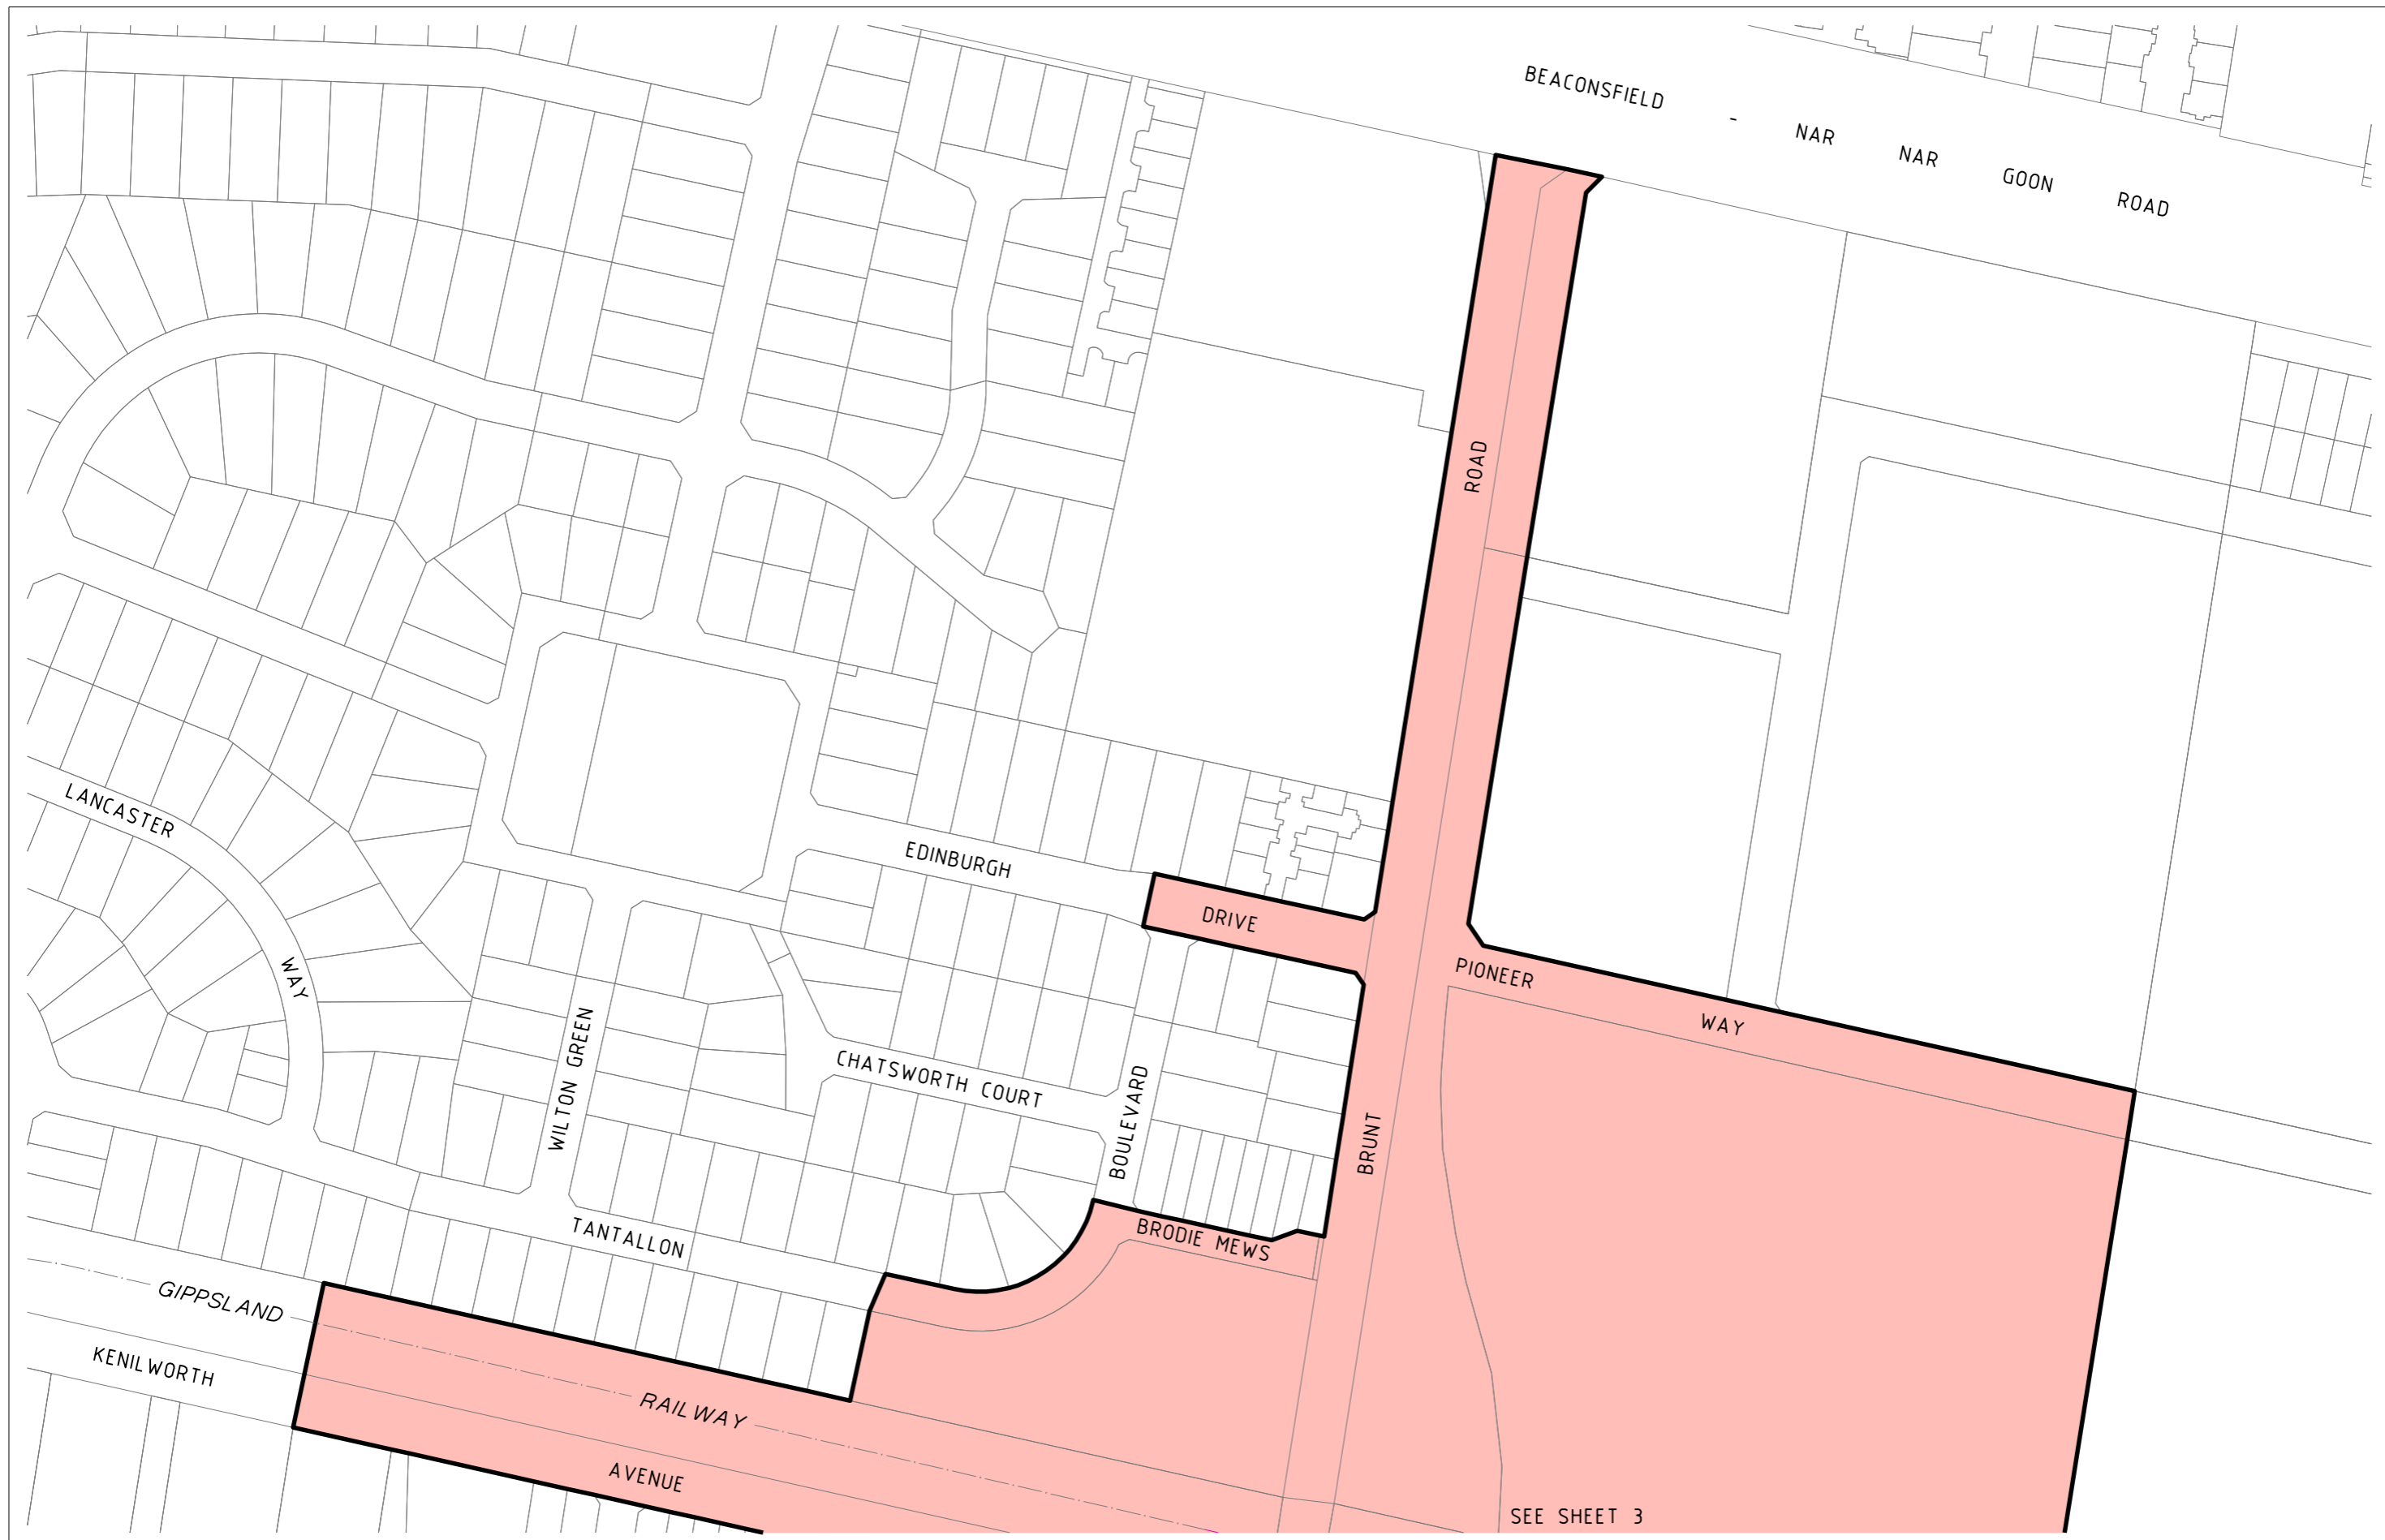 BEACONSFIELD - NAR NAR GOON ROAD
ROAD
LANCASTER
WAY
EDINBURGH
DRIVE
PIONEER
WAY
WILTON GREEN
CHATSWORTH COURT
BOULEVARD
BRUNT
BRODIE MEWS
TANTALLON
GIPPSLAND
RAILWAY
KENILWORTH
AVENUE
SEE SHEET 3